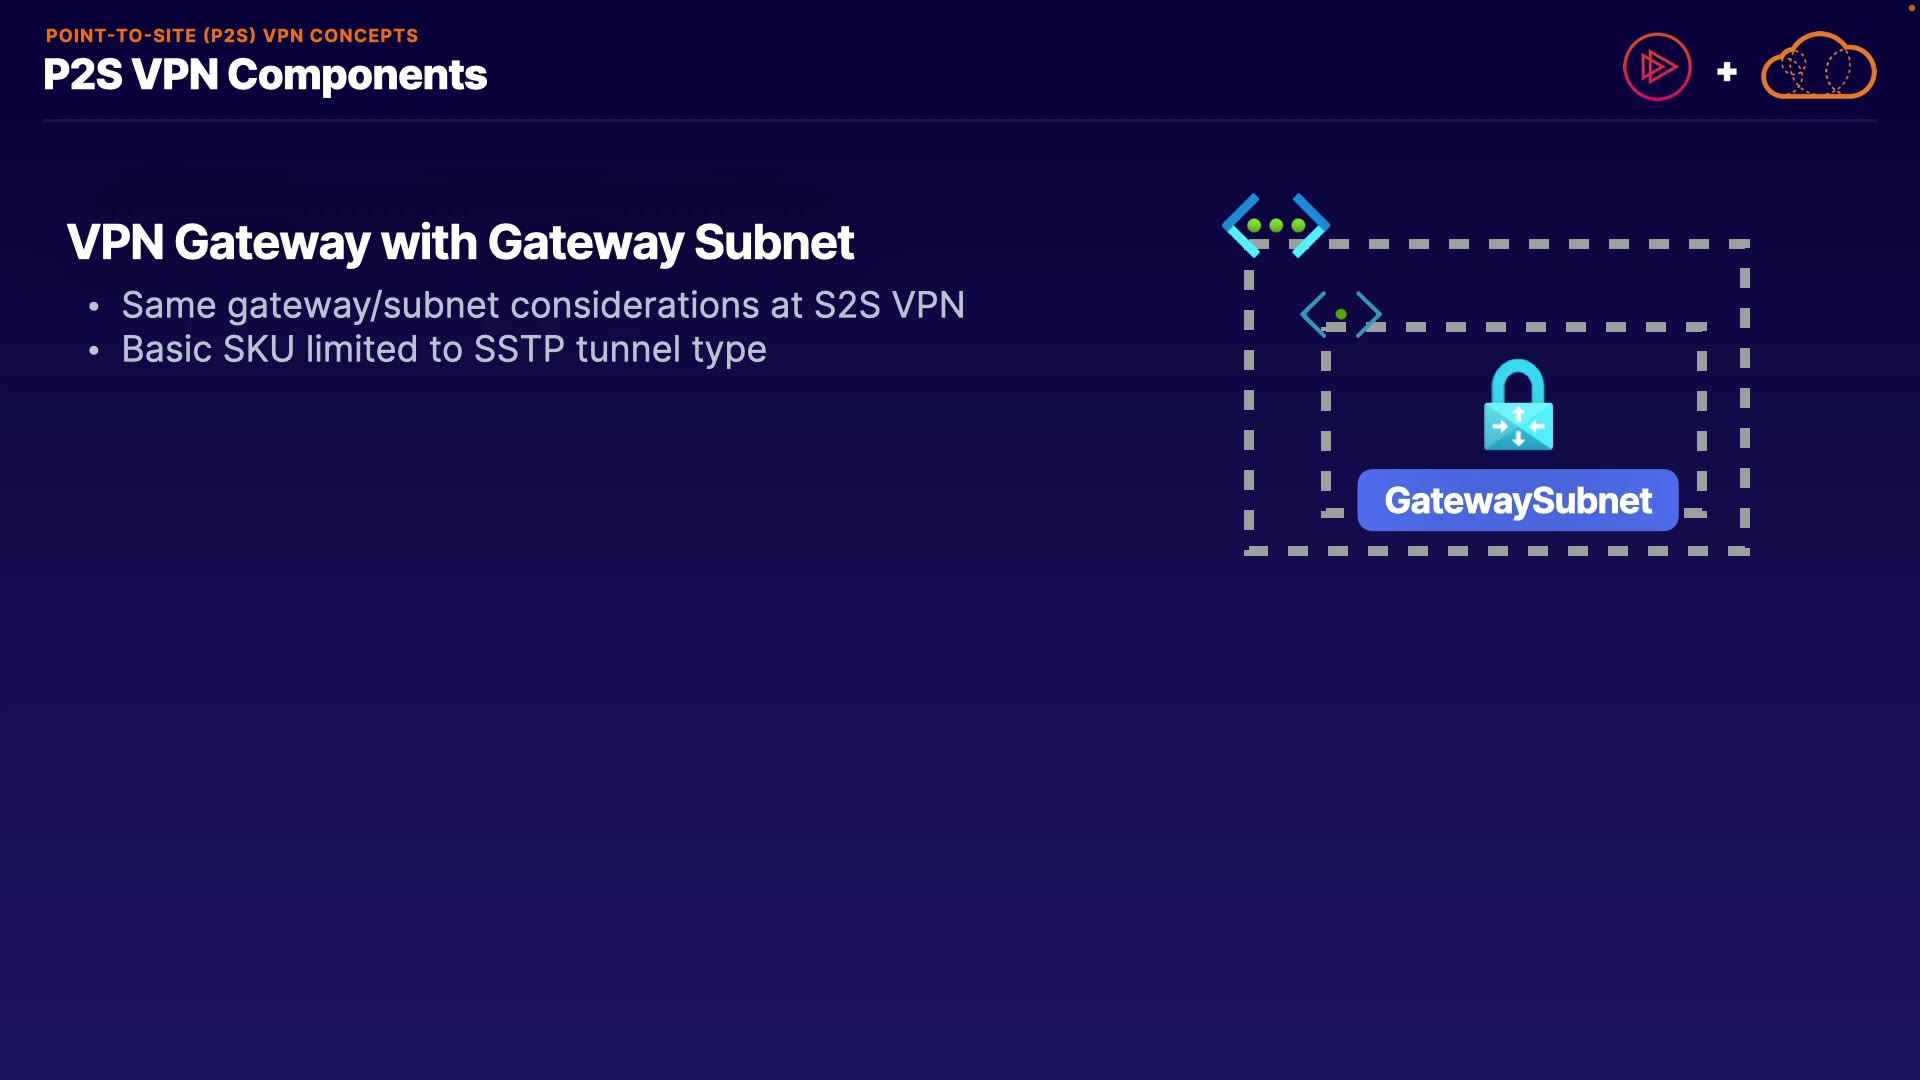 POINT-TO-SITE (P2S) VPN CONCEPTS
P2S VPN Components
VPN Gateway with Gateway Subnet
• Same gateway/subnet considerations at S2S VPN
• Basic SKU limited to SSTP tunnel type
GatewaySubnet